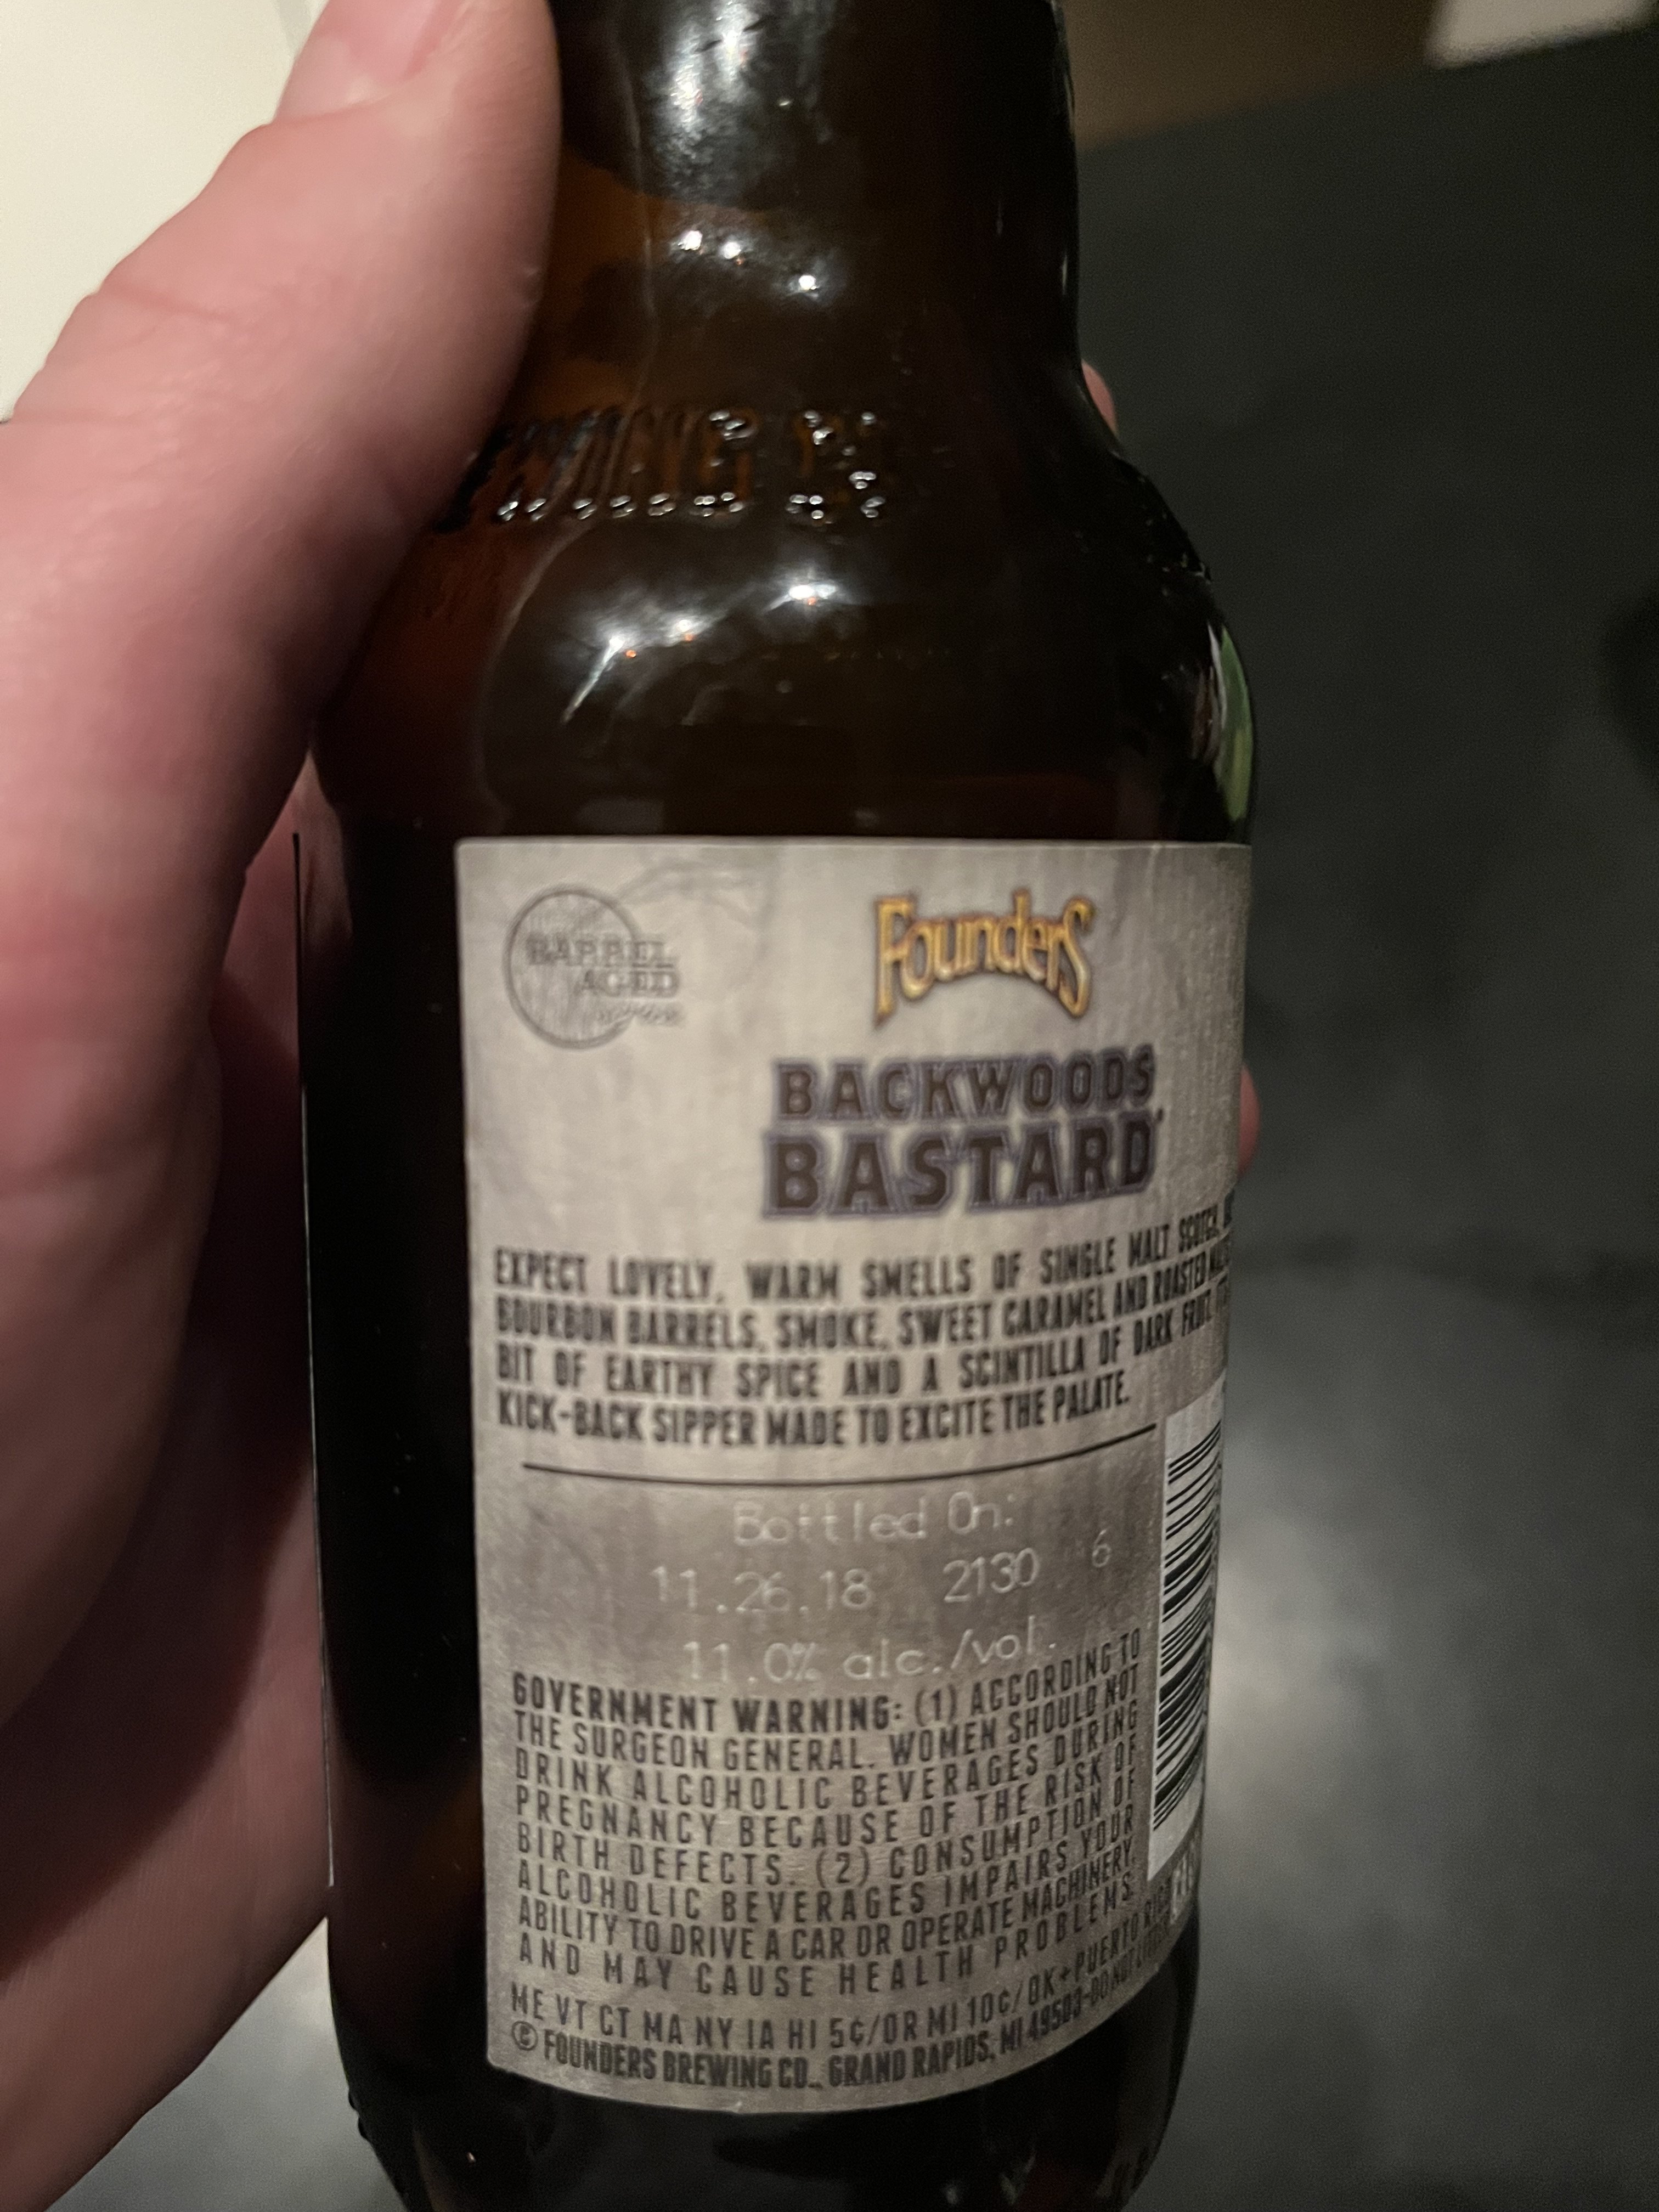 BARREL
AGED
Founders
BACKWOODS
BASTARD
EXPECT LOVELY, WARM SMELLS OF SINGLE MALT SCOTCH,
BOURBON BARRELS, SMOKE, SWEET CARAMEL AND ROASTED
BIT OF EARTHY SPICE AND A SCINTILLA OF DARK FRUIT.
KICK-BACK SIPPER MADE TO EXCITE THE PALATE.
Bottled On:
11.26.18 2130 6
11.0% alc./vol.
GOVERNMENT WARNING: (1) ACCORDING TO
THE SURGEON GENERAL, WOMEN SHOULD NOT
DRINK ALCOHOLIC BEVERAGES DURING
PREGNANCY BECAUSE OF THE RISK OF
BIRTH DEFECTS. (2) CONSUMPTION OF
ALCOHOLIC BEVERAGES IMPAIRS YOUR
ABILITY TO DRIVE A CAR OR OPERATE MACHINERY,
AND MAY CAUSE HEALTH PROBLEMS.
ME VT CT MA NY IA HI 5¢/OR MI 10¢/OK+ PUERTO
© FOUNDERS BREWING CO., GRAND RAPIDS, MI 49503-DO NOT